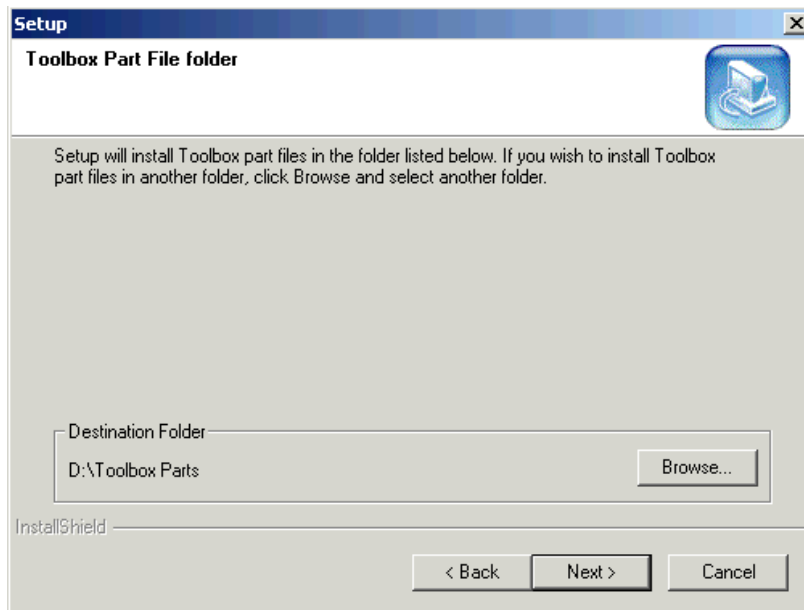 Setup
Toolbox Part File folder
Setup will install Toolbox part files in the folder listed below. If you wish to install Toolbox
part files in another folder, click Browse and select another folder.
Destination Folder
D:\Toolbox Parts
Browse...
InstallShield
< Back
Next >
Cancel